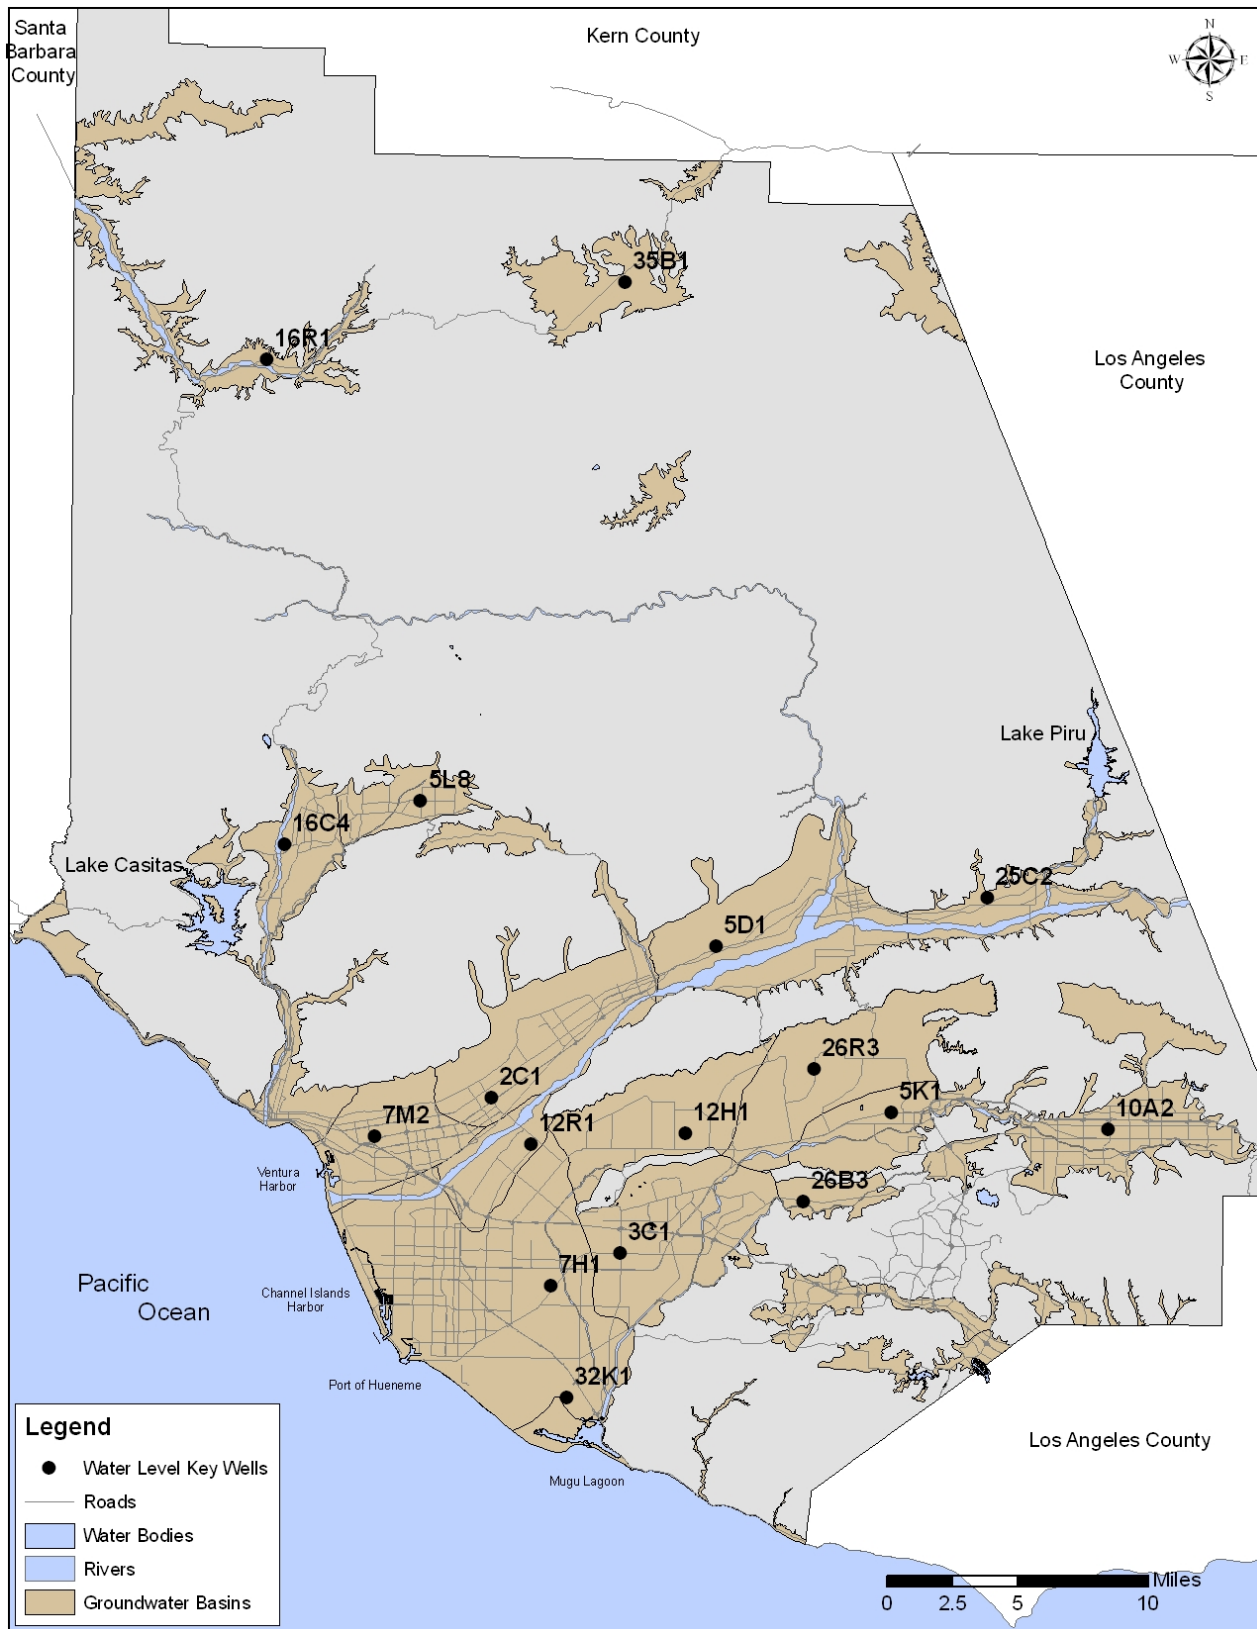 Santa
Barbara
County
Kern County
N
W E
S
35B1
16R1
Los Angeles
County
Lake Piru
5L8
16C4
Lake Casitas
25C2
5D1
26R3
2C1
5K1
7M2
12R1
12H1
10A2
Ventura
Harbor
26B3
3C1
7H1
Pacific
Ocean
Channel Islands
Harbor
32K1
Port of Hueneme
Legend
Water Level Key Wells
Roads
Water Bodies
Rivers
Groundwater Basins
Mugu Lagoon
Los Angeles County
Miles
0 2.5 5 10